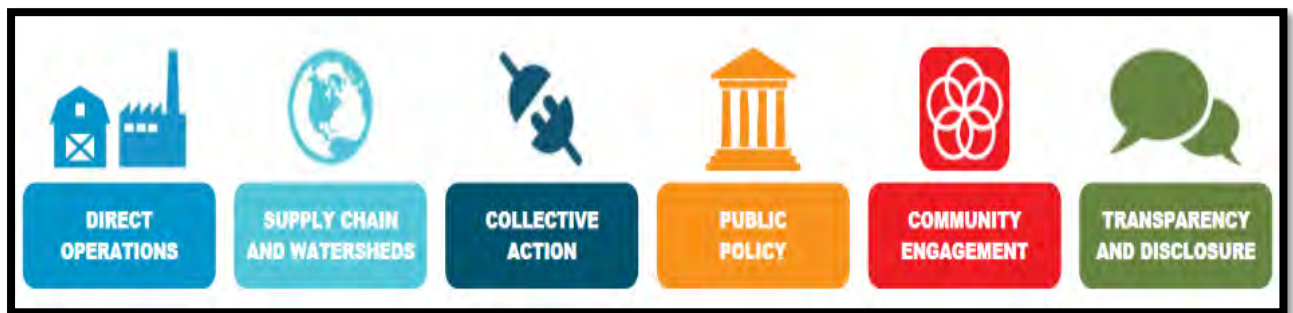 DIRECT
OPERATIONS
SUPPLY CHAIN
AND WATERSHEDS
COLLECTIVE
ACTION
PUBLIC
POLICY
COMMUNITY
ENGAGEMENT
TRANSPARENCY
AND DISCLOSURE